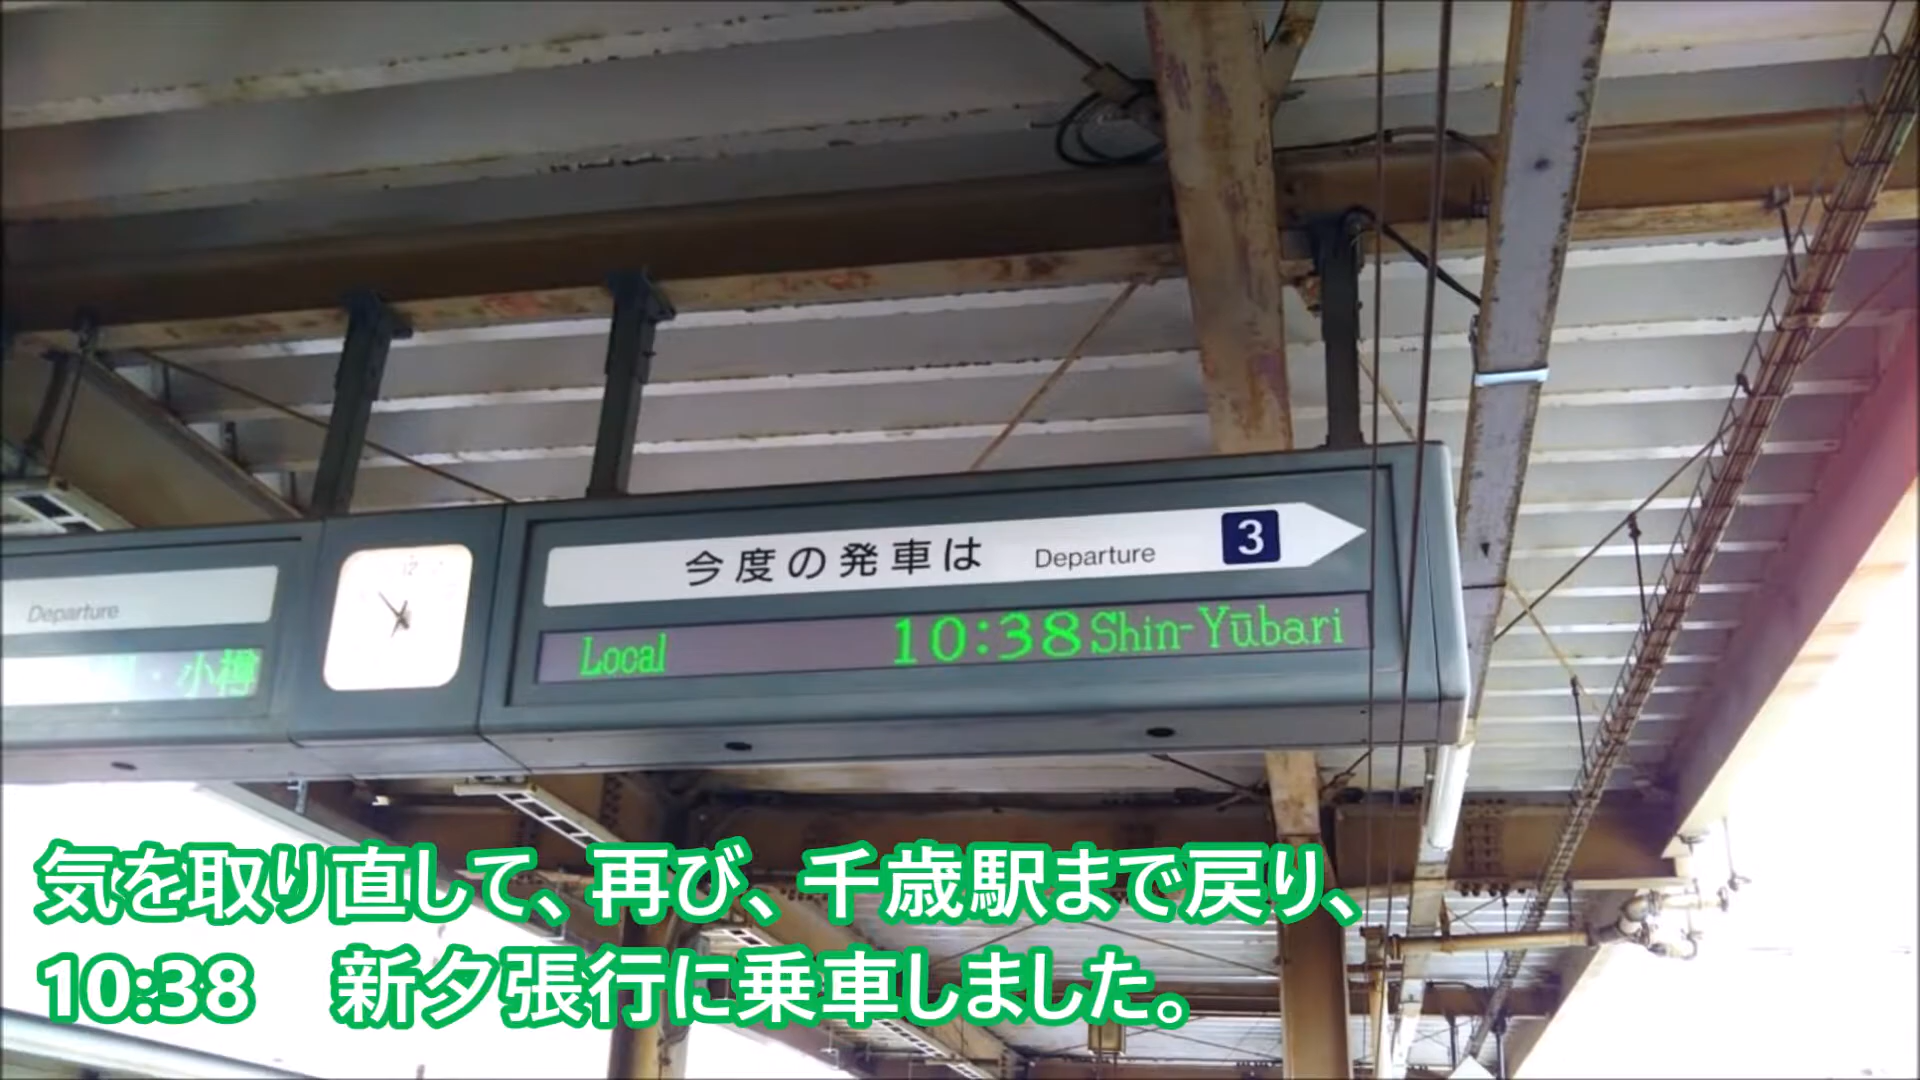 今度の発車は Departure 3
Local 10:38 Shin-Yūbari
Departure
・小樽
12
気を取り直して、再び、千歳駅まで戻り、
10:38 新夕張行に乗車しました。